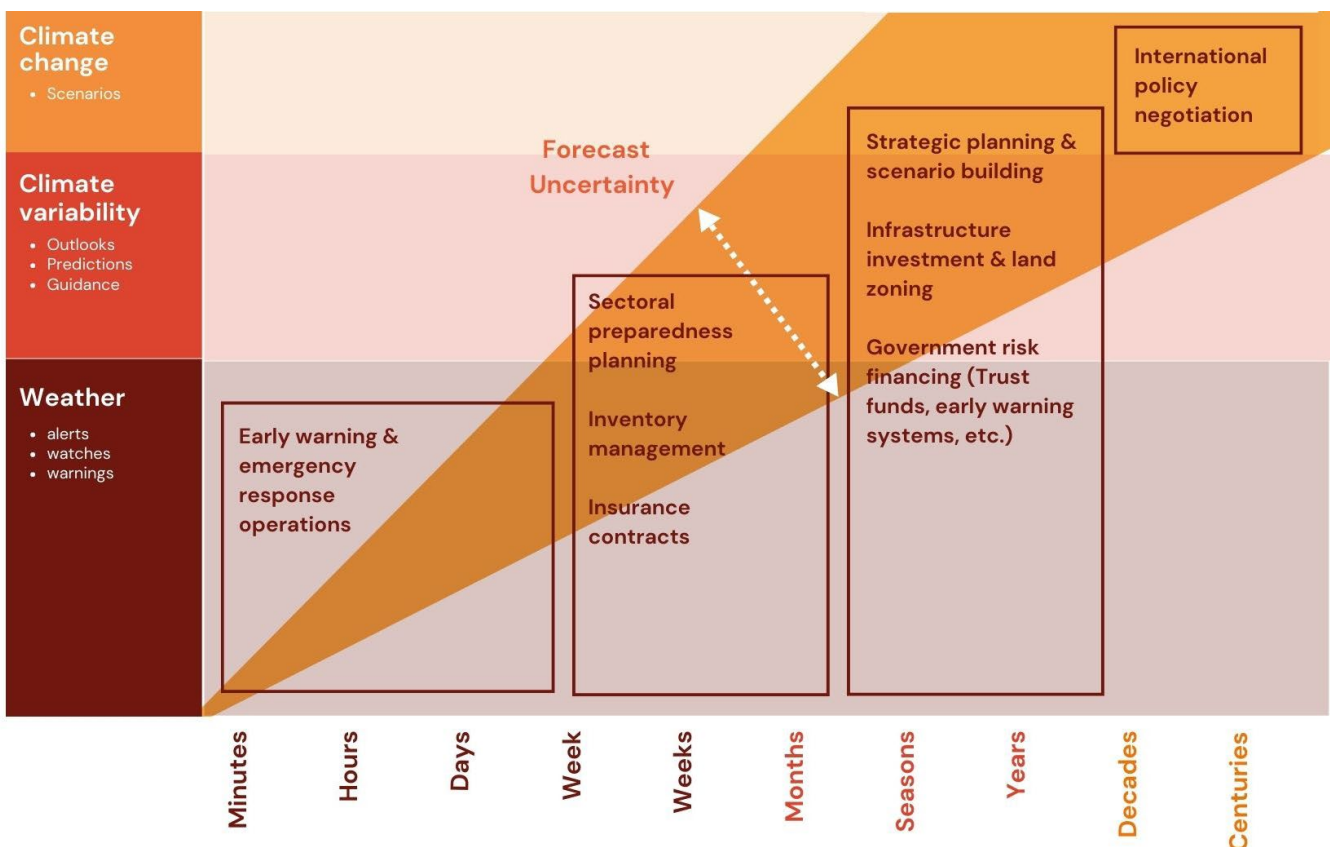 Climate
change
• Scenarios
Climate
variability
• Outlooks
• Predictions
• Guidance
Weather
• alerts
• watches
• warnings
Forecast
Uncertainty
Early warning &
emergency
response
operations
Sectoral
preparedness
planning
Inventory
management
Insurance
contracts
Strategic planning &
scenario building
Infrastructure
investment & land
zoning
Government risk
financing (Trust
funds, early warning
systems, etc.)
International
policy
negotiation
Minutes
Hours
Days
Week
Weeks
Months
Seasons
Years
Decades
Centuries